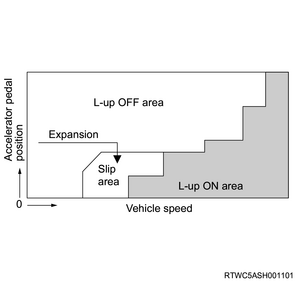 L-up OFF area
Accelerator pedal
position
Expansion
Slip
area
L-up ON area
0
Vehicle speed
RTWC5ASH001101